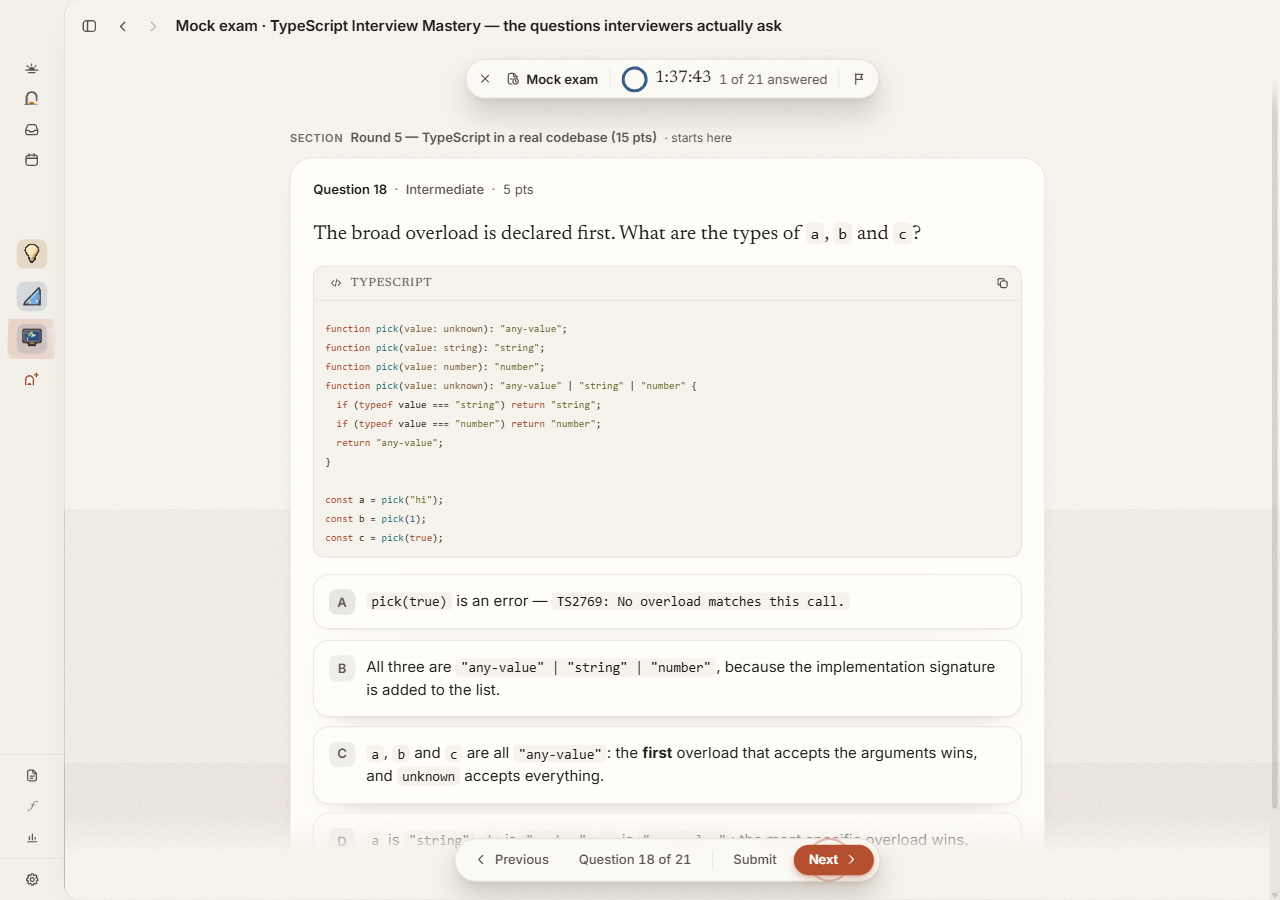 Mock exam · TypeScript Interview Mastery — the questions interviewers actually ask
Mock exam
1:37:43
1 of 21 answered
SECTION Round 5 — TypeScript in a real codebase (15 pts) · starts here
Question 18 · Intermediate · 5 pts
The broad overload is declared first. What are the types of a, b and c?
TYPESCRIPT
function pick(value: unknown): "any-value";
function pick(value: string): "string";
function pick(value: number): "number";
function pick(value: unknown): "any-value" | "string" | "number" {
  if (typeof value === "string") return "string";
  if (typeof value === "number") return "number";
  return "any-value";
}
const a = pick("hi");
const b = pick(1);
const c = pick(true);
A pick(true) is an error — TS2769: No overload matches this call.
B All three are "any-value" | "string" | "number", because the implementation signature
is added to the list.
C a, b and c are all "any-value": the first overload that accepts the arguments wins,
and unknown accepts everything.
D a is "string", the most specific overload wins.
Previous
Question 18 of 21
Submit
Next